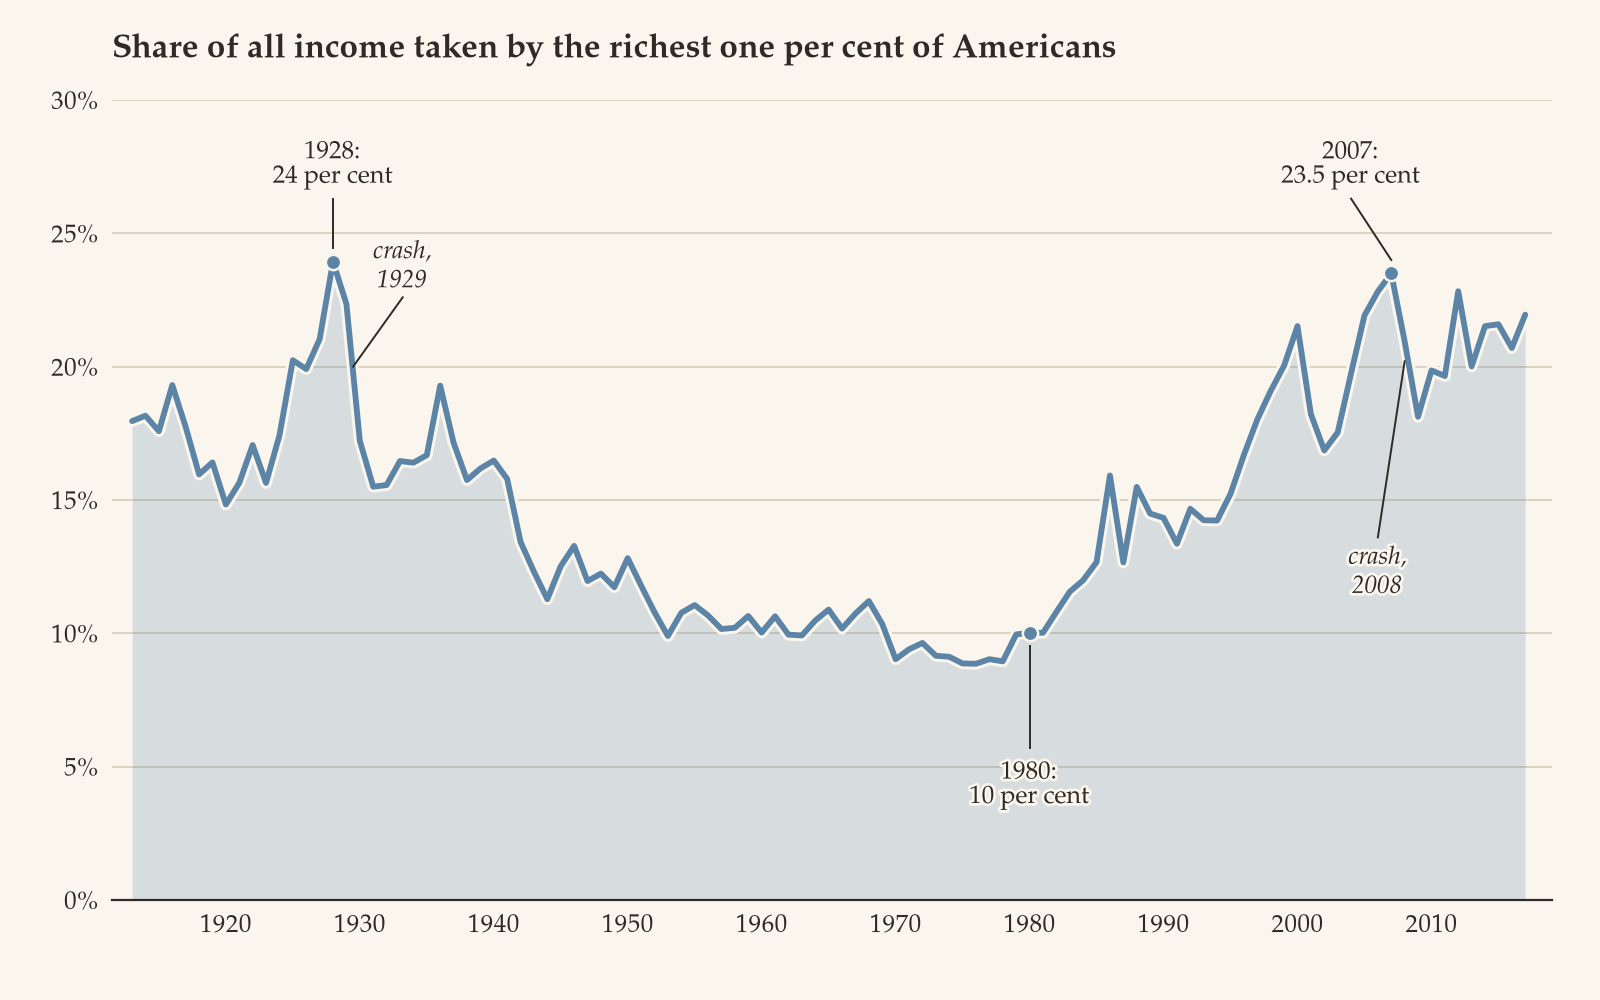 Share of all income taken by the richest one per cent of Americans
30%
1928:
24 per cent
2007:
23.5 per cent
25%
crash,
1929
20%
15%
crash,
2008
10%
5%
1980:
10 per cent
0%
1920 1930 1940 1950 1960 1970 1980 1990 2000 2010